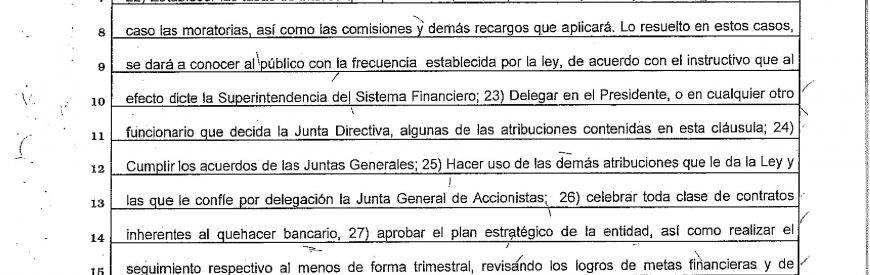 8 caso las moratorias, así como las comisiones y demás recargos que aplicará. Lo resuelto en estos casos,
9 se dará a conocer al público con la frecuencia establecida por la ley, de acuerdo con el instructivo que al
10 efecto dicte la Superintendencia del Sistema Financiero; 23) Delegar en el Presidente, o en cualquier otro
11 funcionario que decida la Junta Directiva, algunas de las atribuciones contenidas en esta cláusula; 24)
12 Cumplir los acuerdos de las Juntas Generales; 25) Hacer uso de las demás atribuciones que le da la Ley y
13 las que le confíe por delegación la Junta General de Accionistas; 26) celebrar toda clase de contratos
14 inherentes al quehacer bancario, 27) aprobar el plan estratégico de la entidad, así como realizar el
15 seguimiento respectivo al menos de forma trimestral, revisando los logros de metas financieras y de